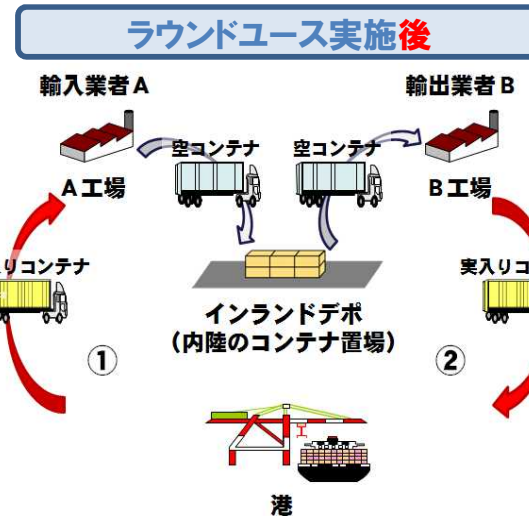 ラウンドユース実施後
輸入業者A
輸出業者B
空コンテナ
空コンテナ
A工場
B工場
りコンテナ
実入りコ
インランドデポ
(内陸のコンテナ置場)
①
②
港